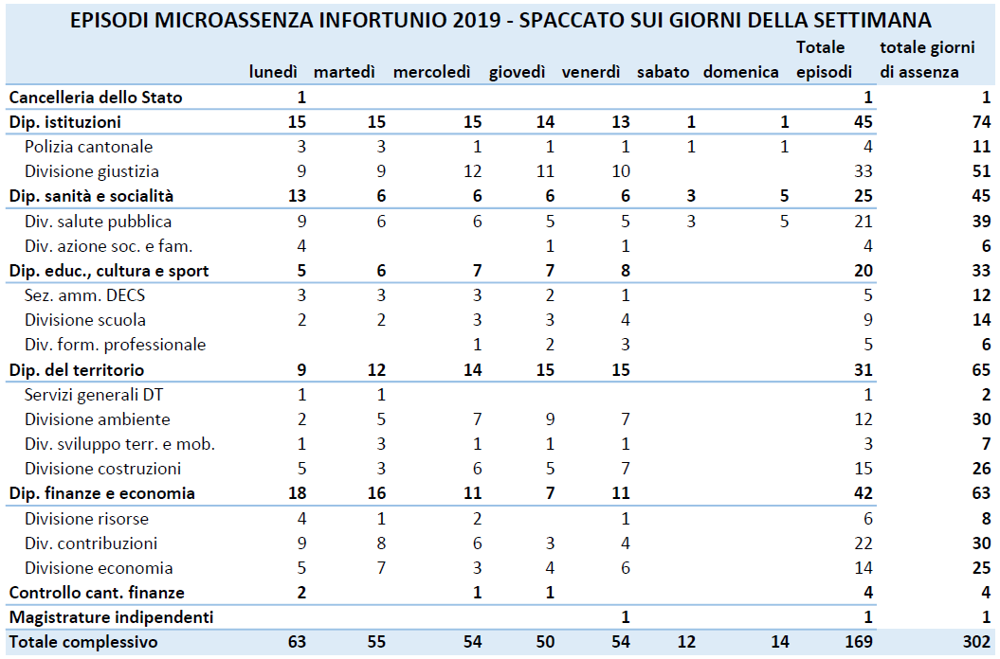 EPISODI MICROASSENZA INFORTUNIO 2019 - SPACCATO SUI GIORNI DELLA SETTIMANA
Totale totale giorni
lunedì martedì mercoledì giovedì venerdì sabato domenica episodi di assenza
Cancelleria dello Stato 1 1 1
Dip. istituzioni 15 15 15 14 13 1 1 45 74
Polizia cantonale 3 3 1 1 1 1 1 4 11
Divisione giustizia 9 9 12 11 10 33 51
Dip. sanità e socialità 13 6 6 6 6 3 5 25 45
Div. salute pubblica 9 6 6 5 5 3 5 21 39
Div. azione soc. e fam. 4 1 1 4 6
Dip. educ., cultura e sport 5 6 7 7 8 20 33
Sez. amm. DECS 3 3 3 2 1 5 12
Divisione scuola 2 2 3 3 4 9 14
Div. form. professionale 1 2 3 5 6
Dip. del territorio 9 12 14 15 15 31 65
Servizi generali DT 1 1 1 2
Divisione ambiente 2 5 7 9 7 12 30
Div. sviluppo terr. e mob. 1 3 1 1 1 3 7
Divisione costruzioni 5 3 6 5 7 15 26
Dip. finanze e economia 18 16 11 7 11 42 63
Divisione risorse 4 1 2 1 6 8
Div. contribuzioni 9 8 6 3 4 22 30
Divisione economia 5 7 3 4 6 14 25
Controllo cant. finanze 2 1 1 4 4
Magistrature indipendenti 1 1 1
Totale complessivo 63 55 54 50 54 12 14 169 302